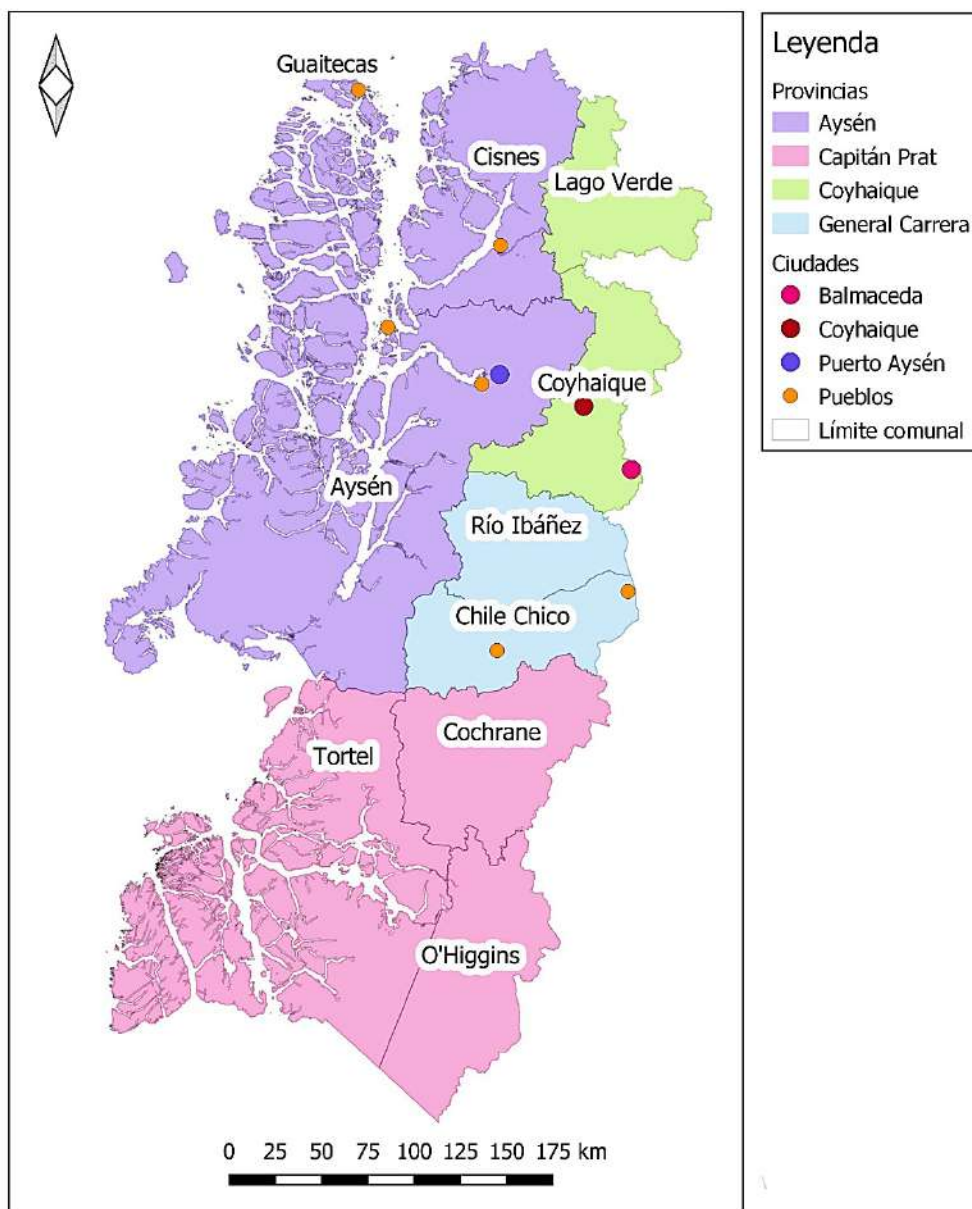 Guaitecas
Cisnes
Lago Verde
Coyhaique
Aysén
Río Ibáñez
Chile Chico
Cochrane
Tortel
O'Higgins
0 25 50 75 100 125 150 175 km
Leyenda
Provincias
Aysén
Capitán Prat
Coyhaique
General Carrera
Ciudades
Balmaceda
Coyhaique
Puerto Aysén
Pueblos
Límite comunal